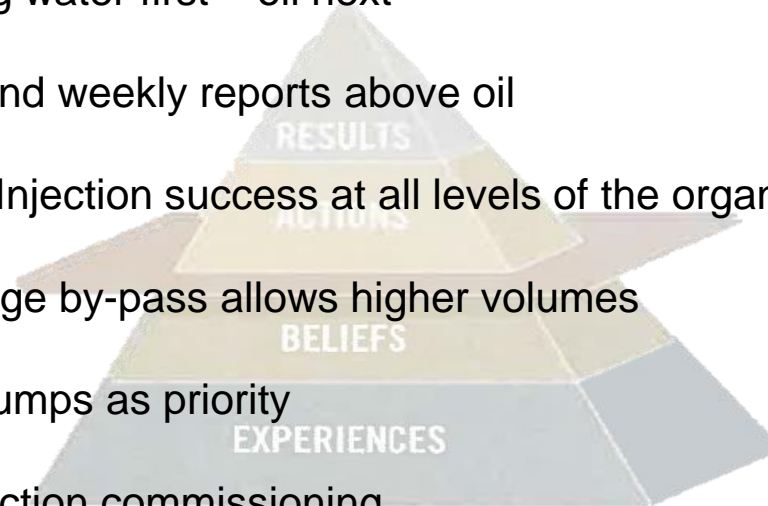 g water first – oil next
nd weekly reports above oil
RESULTS
Injection success at all levels of the organ
ACTIONS
ge by-pass allows higher volumes
BELIEFS
umps as priority
EXPERIENCES
ction commissioning